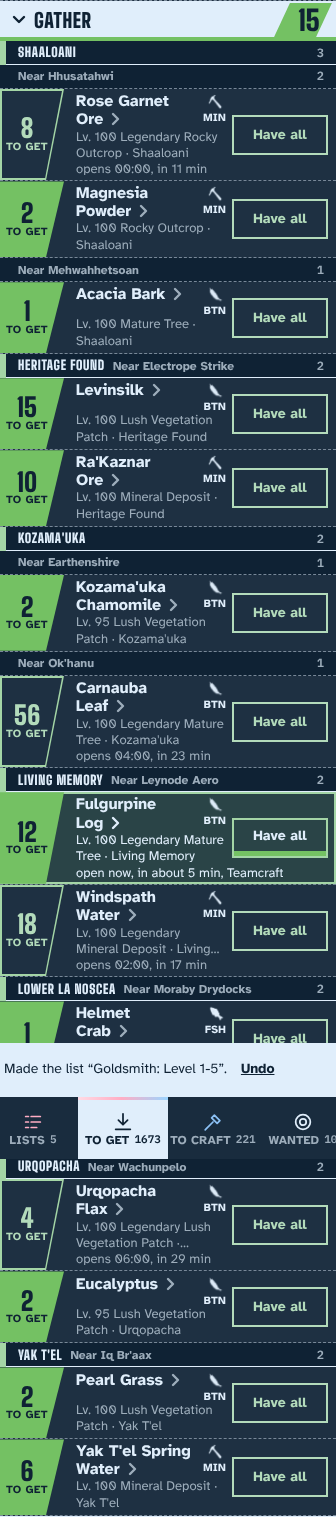 GATHER 15
SHAALOANI 3
Near Hhusatahwi 2
8 TO GET
Rose Garnet
Ore
MIN
Lv. 100 Legendary Rocky
Outcrop · Shaaloani
opens 00:00, in 11 min
Have all
2 TO GET
Magnesia
Powder
MIN
Lv. 100 Rocky Outcrop ·
Shaaloani
Have all
Near Mehwahhetsoan 1
1 TO GET
Acacia Bark
BTN
Lv. 100 Mature Tree ·
Shaaloani
Have all
HERITAGE FOUND Near Electrope Strike 2
15 TO GET
Levinsilk
BTN
Lv. 100 Lush Vegetation
Patch · Heritage Found
Have all
10 TO GET
Ra'Kaznar
Ore
MIN
Lv. 100 Mineral Deposit ·
Heritage Found
Have all
KOZAMA'UKA 2
Near Earthenshire 1
2 TO GET
Kozama'uka
Chamomile
BTN
Lv. 95 Lush Vegetation
Patch · Kozama'uka
Have all
Near Ok'hanu 1
56 TO GET
Carnauba
Leaf
BTN
Lv. 100 Legendary Mature
Tree · Kozama'uka
opens 04:00, in 23 min
Have all
LIVING MEMORY Near Leynode Aero 2
12 TO GET
Fulgurpine
Log
BTN
Lv. 100 Legendary Mature
Tree · Living Memory
open now, in about 5 min, Teamcraft
Have all
18 TO GET
Windspath
Water
MIN
Lv. 100 Legendary
Mineral Deposit · Living…
opens 02:00, in 17 min
Have all
LOWER LA NOSCEA Near Moraby Drydocks 2
1 TO GET
Helmet
Crab
FSH
Have all
Made the list “Goldsmith: Level 1-5”. Undo
LISTS 5
TO GET 1673
TO CRAFT 221
WANTED 10
URQOPACHA Near Wachunpelo 2
4 TO GET
Urqopacha
Flax
BTN
Lv. 100 Legendary Lush
Vegetation Patch ·…
opens 06:00, in 29 min
Have all
2 TO GET
Eucalyptus
BTN
Lv. 95 Lush Vegetation
Patch · Urqopacha
Have all
YAK T'EL Near Iq Br'aax 2
2 TO GET
Pearl Grass
BTN
Lv. 100 Lush Vegetation
Patch · Yak T'el
Have all
6 TO GET
Yak T'el Spring
Water
MIN
Lv. 100 Mineral Deposit ·
Yak T'el
Have all